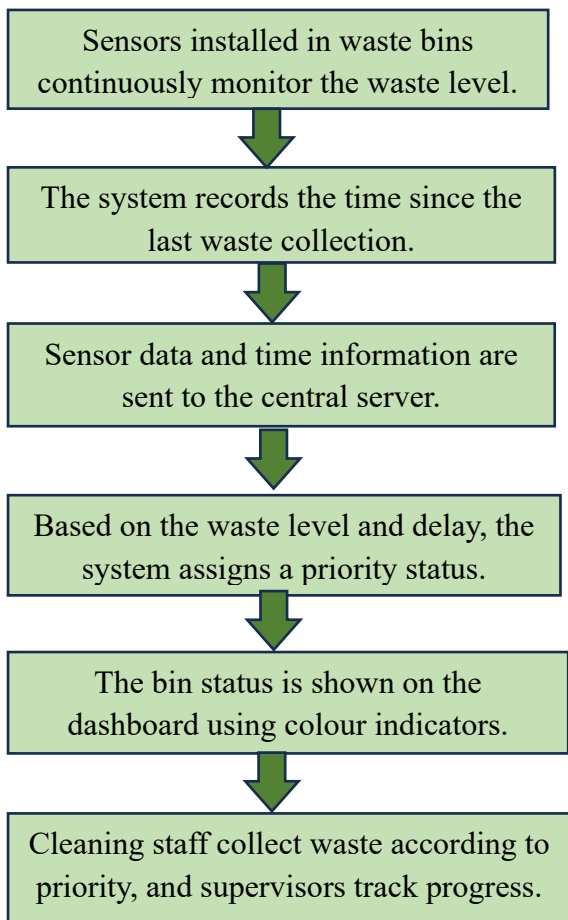 Sensors installed in waste bins
continuously monitor the waste level.
The system records the time since the
last waste collection.
Sensor data and time information are
sent to the central server.
Based on the waste level and delay, the
system assigns a priority status.
The bin status is shown on the
dashboard using colour indicators.
Cleaning staff collect waste according to
priority, and supervisors track progress.